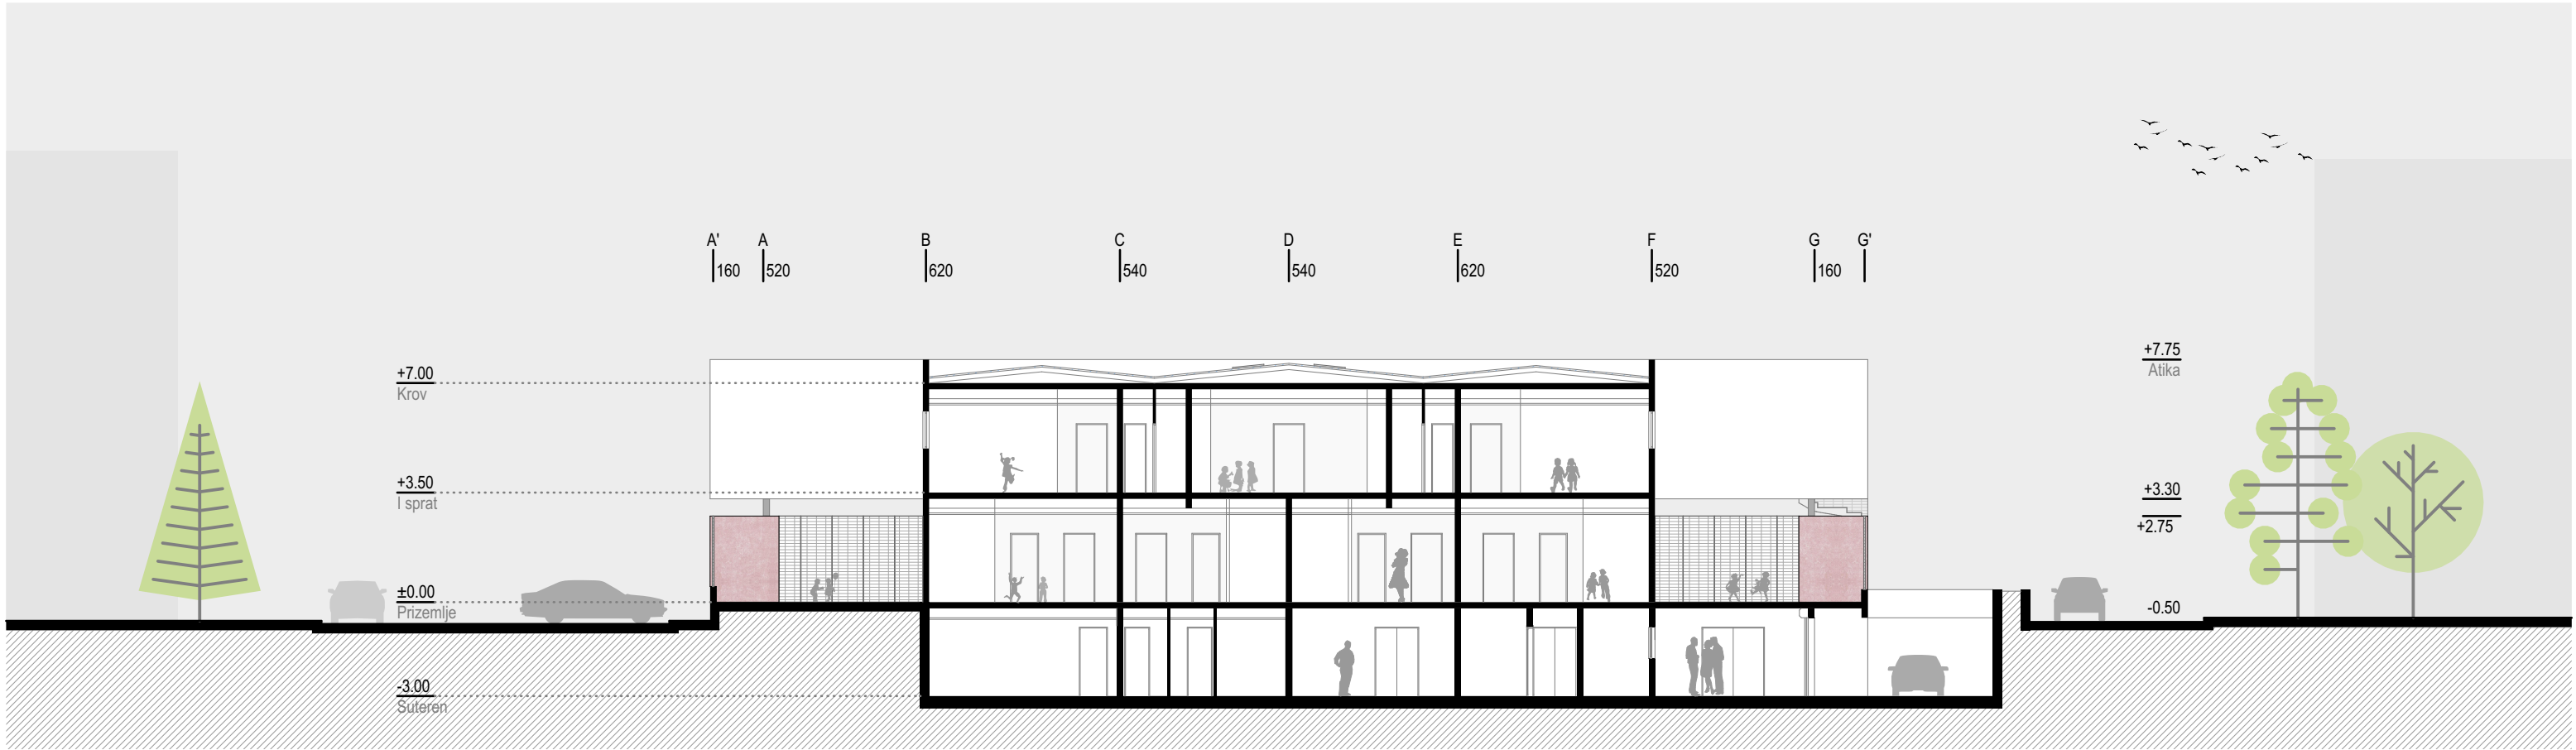 A' A B C D E F G G'
160 520 620 540 540 620 520 160
+7.00
Krov
+3.50
I sprat
±0.00
Prizemlje
-3.00
Suteren
+7.75
Atika
+3.30
+2.75
-0.50